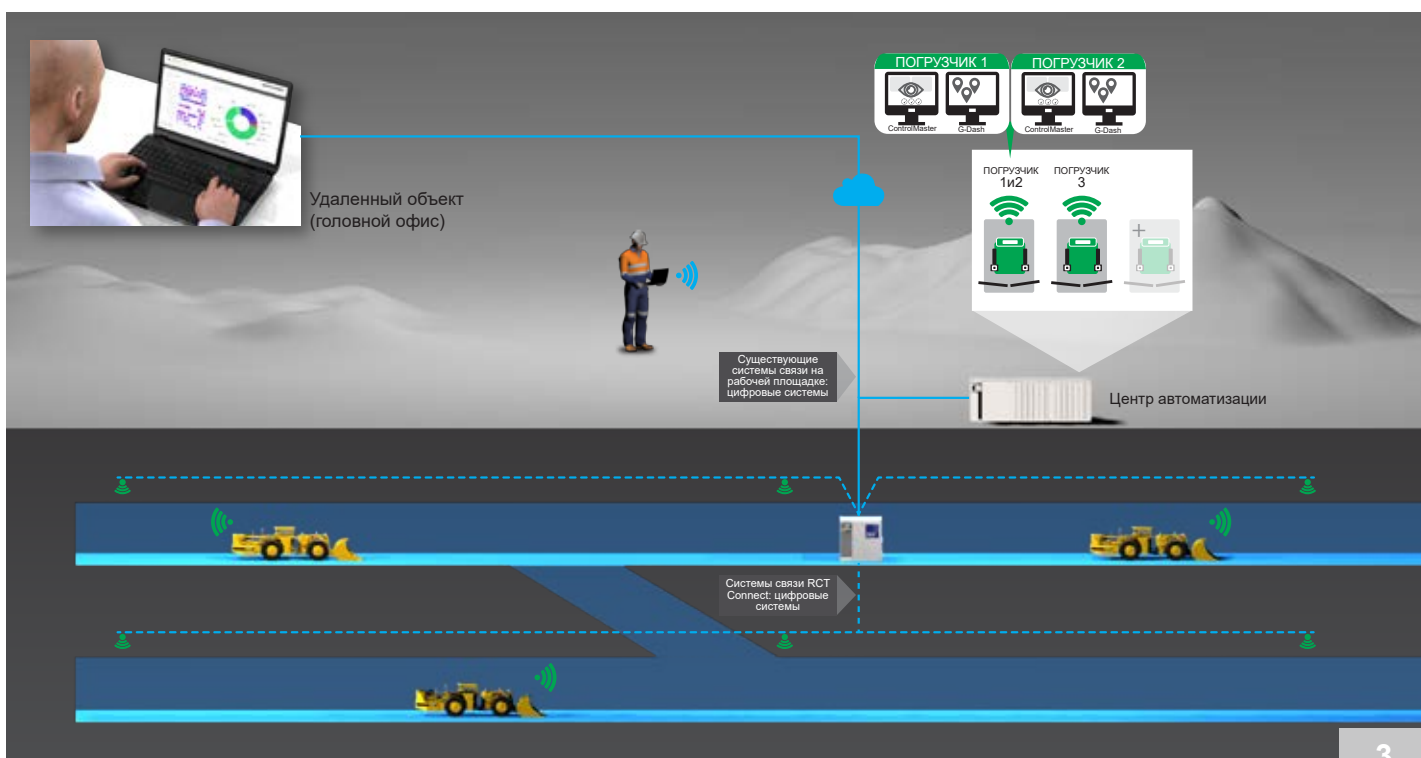 ПОГРУЗЧИК 1
ПОГРУЗЧИК 2
ControlMaster
G-Dash
ControlMaster
G-Dash
ПОГРУЗЧИК
1и2
ПОГРУЗЧИК
3
Удаленный объект
(головной офис)
Существующие
системы связи на
рабочей площадке:
цифровые системы
Центр автоматизации
Системы связи RCT
Connect: цифровые
системы
3